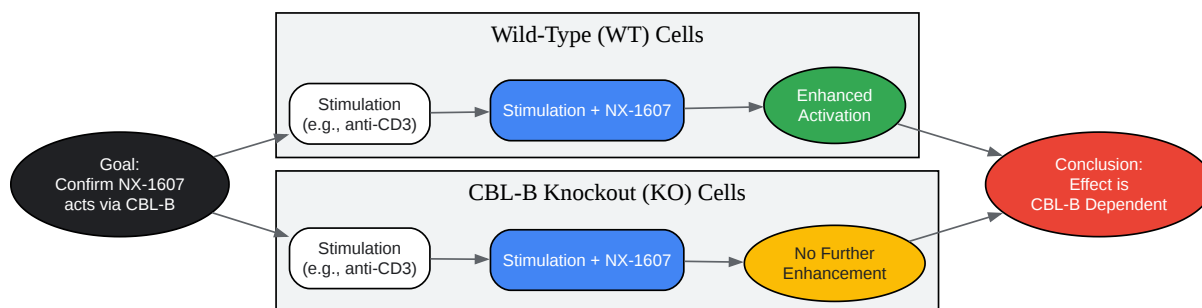 Goal:
Confirm NX-1607
acts via CBL-B
Wild-Type (WT) Cells
Stimulation
(e.g., anti-CD3)
Stimulation + NX-1607
Enhanced
Activation
CBL-B Knockout (KO) Cells
Stimulation
(e.g., anti-CD3)
Stimulation + NX-1607
No Further
Enhancement
Conclusion:
Effect is
CBL-B Dependent